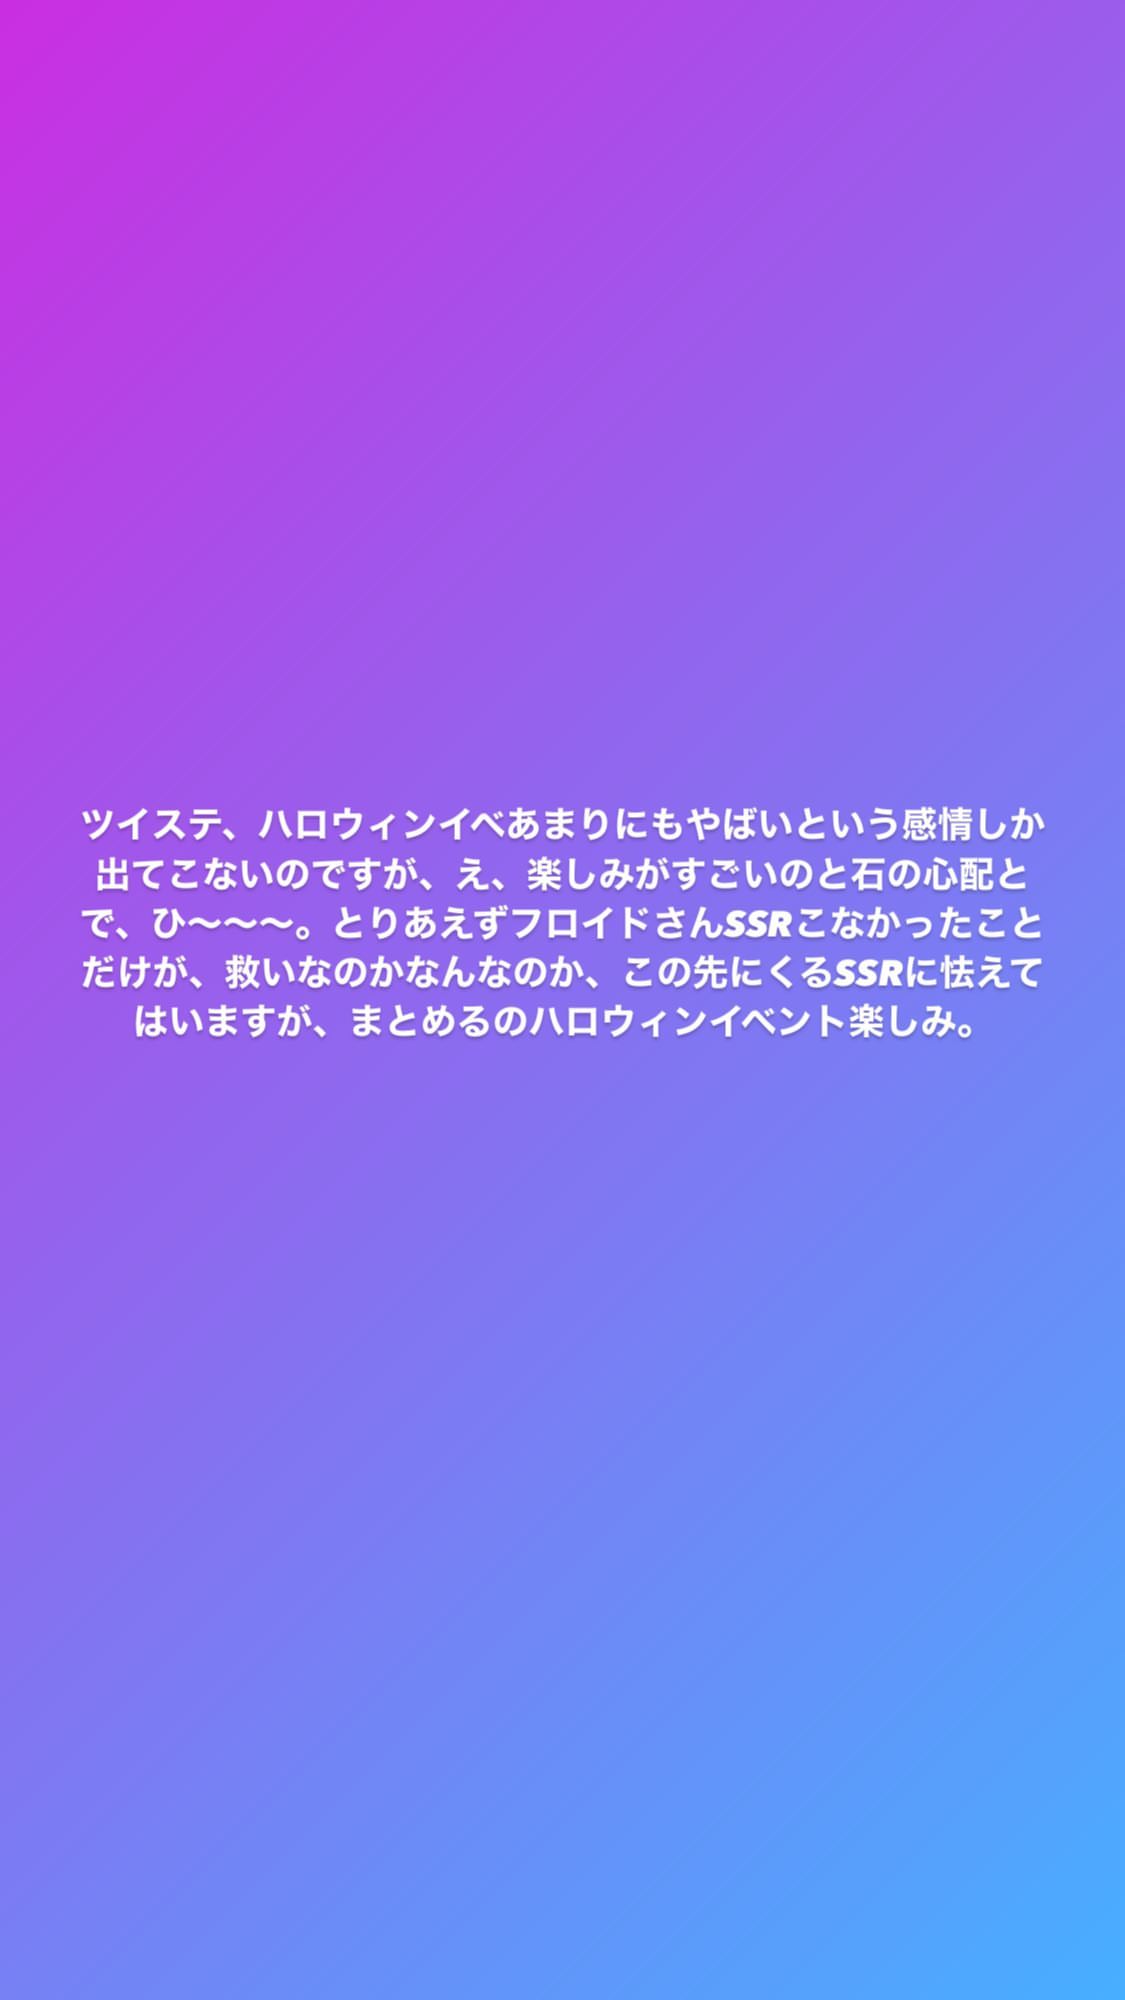 ツイステ、ハロウィンイベあまりにもやばいという感情しか
出てこないのですが、え、楽しみがすごいのと石の心配と
で、ひ〜〜〜。とりあえずフロイドさんSSRこなかったこと
だけが、救いなのかなんなのか、この先にくるSSRに怯えて
はいますが、まとめるのハロウィンイベント楽しみ。